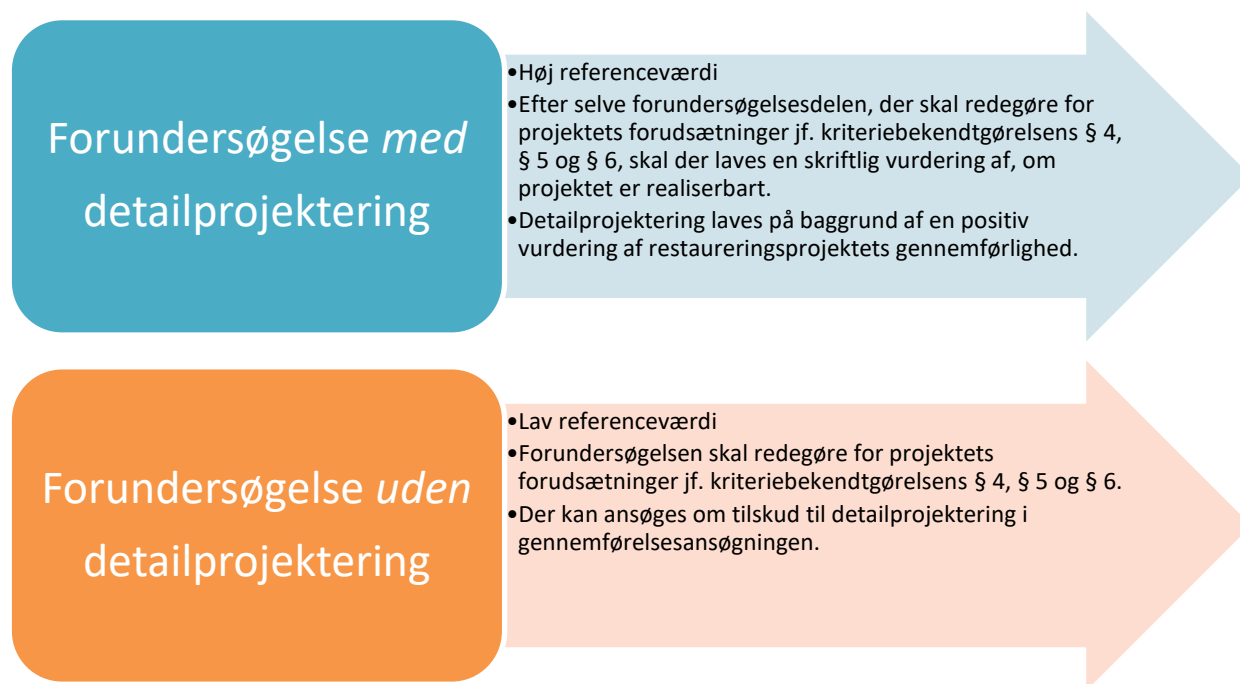 Forundersøgelse med
detailprojektering
•Høj referenceværdi
•Efter selve forundersøgelsesdelen, der skal redegøre for
projektets forudsætninger jf. kriteriebekendtgørelsens § 4,
§ 5 og § 6, skal der laves en skriftlig vurdering af, om
projektet er realiserbart.
•Detailprojektering laves på baggrund af en positiv
vurdering af restaureringsprojektets gennemførlighed.
Forundersøgelse uden
detailprojektering
•Lav referenceværdi
•Forundersøgelsen skal redegøre for projektets
forudsætninger jf. kriteriebekendtgørelsens § 4, § 5 og § 6.
•Der kan ansøges om tilskud til detailprojektering i
gennemførelsesansøgningen.